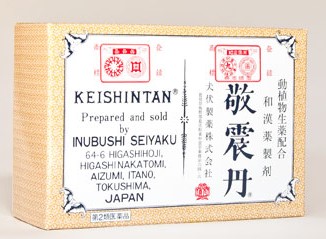 KEISHINTAN®
Prepared and sold
by
INUBUSHI SEIYAKU
64-6 HIGASHIHOJI,
HIGASHINAKATOMI,
AIZUMI, ITANO,
TOKUSHIMA,
JAPAN
第2類医薬品
動植物生薬配合
和漢薬製剤
敬震丹®
犬伏製薬株式会社